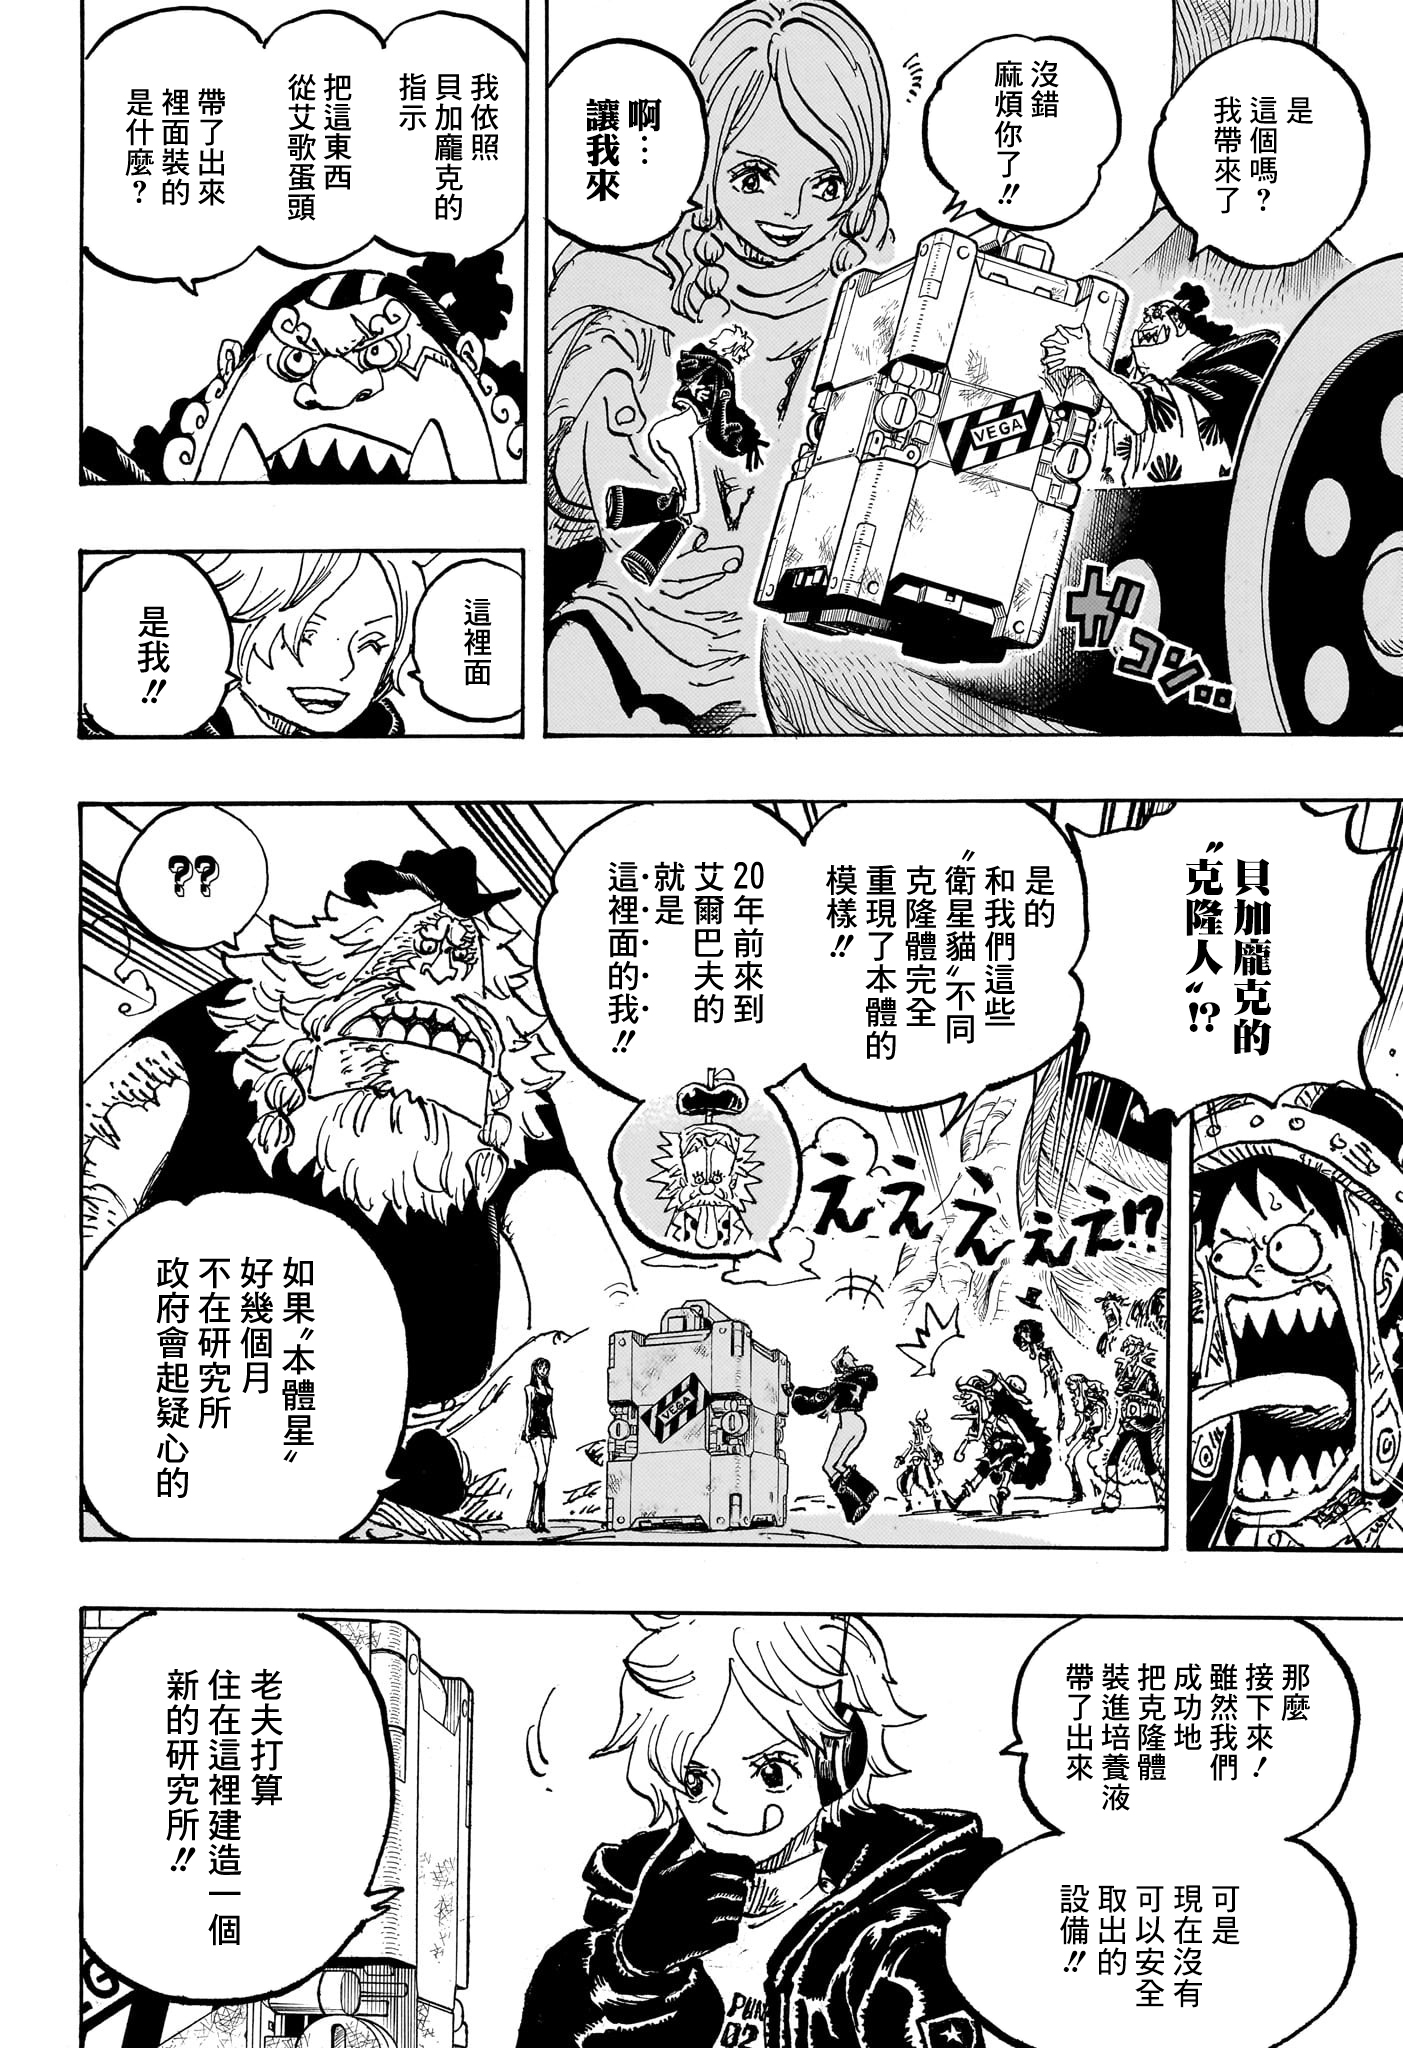 是
這個嗎?
我帶來了
沒錯
麻煩你了!!
啊…
讓我來
VEGA
ガコン
我依照
貝加龐克的
指示
把這東西
從艾歌蛋頭
帶了出來
裡面裝的
是什麼?
這裡面
是我!!
貝加龐克的
〝克隆人〞!?
是的
和我們這些
〝衛星貓〞不同
克隆體完全
重現了本體的
模樣!!
20年前來到
艾爾巴夫的
就是
這裡面的我!!
??
えええぇえ!?
VEGA
如果〝本體星〞
好幾個月
不在研究所
政府會起疑心的
那麼
接下來!
雖然我們
成功地
把克隆體
裝進培養液
帶了出來
可是
現在沒有
可以安全
取出的
設備!!
老夫打算
住在這裡建造一個
新的研究所!!
02